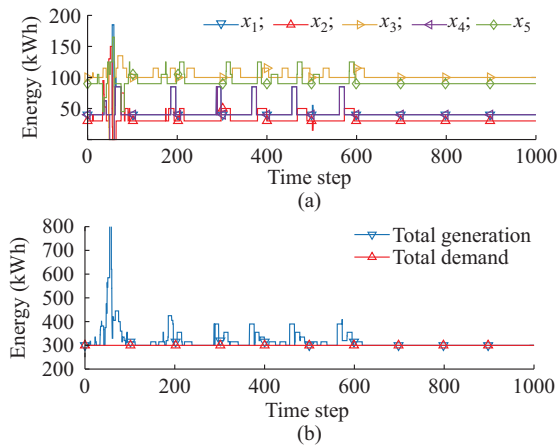 x1; x2; x3; x4; x5
200
150
100
50
Energy (kWh)
0 200 400 600 800 1000
Time step
(a)
800
700
600
500
400
300
200
Energy (kWh)
Total generation
Total demand
0 200 400 600 800 1000
Time step
(b)